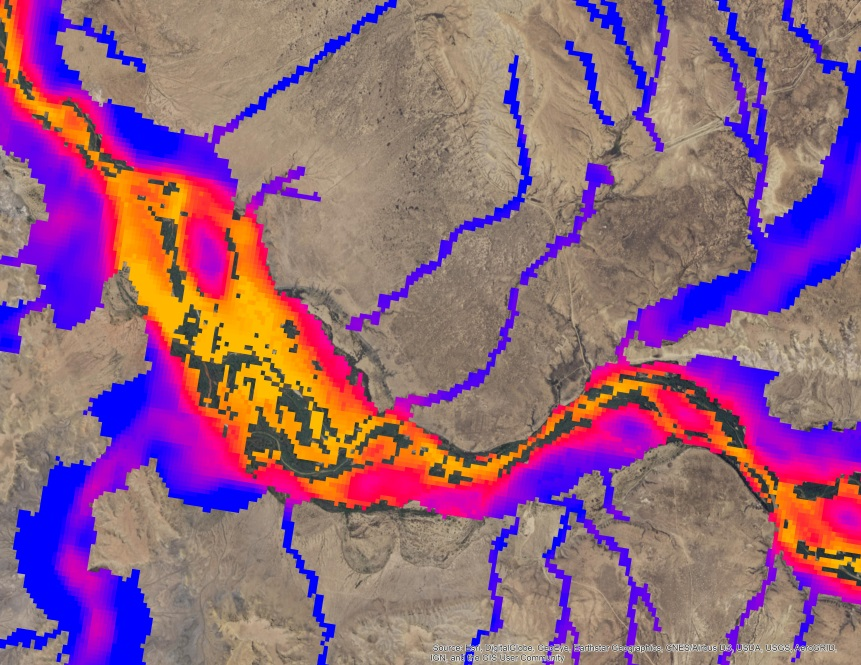 Source: Esri, DigitalGlobe, GeoEye, Earthstar Geographics, CNES/Airbus DS, USDA, USGS, AeroGRID,
IGN, and the GIS User Community